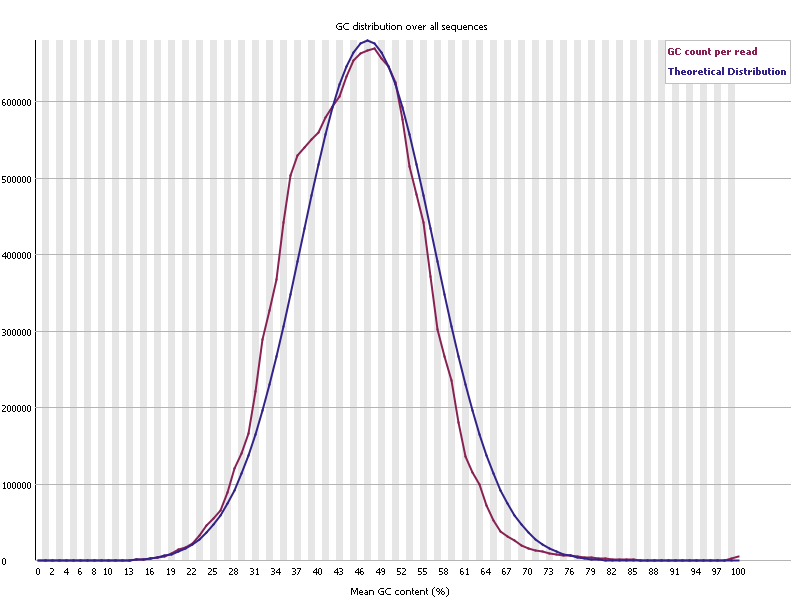 GC distribution over all sequences
GC count per read
Theoretical Distribution
600000
500000
400000
300000
200000
100000
0
0 2 4 6 8 10 13 16 19 22 25 28 31 34 37 40 43 46 49 52 55 58 61 64 67 70 73 76 79 82 85 88 91 94 97 100
Mean GC content (%)